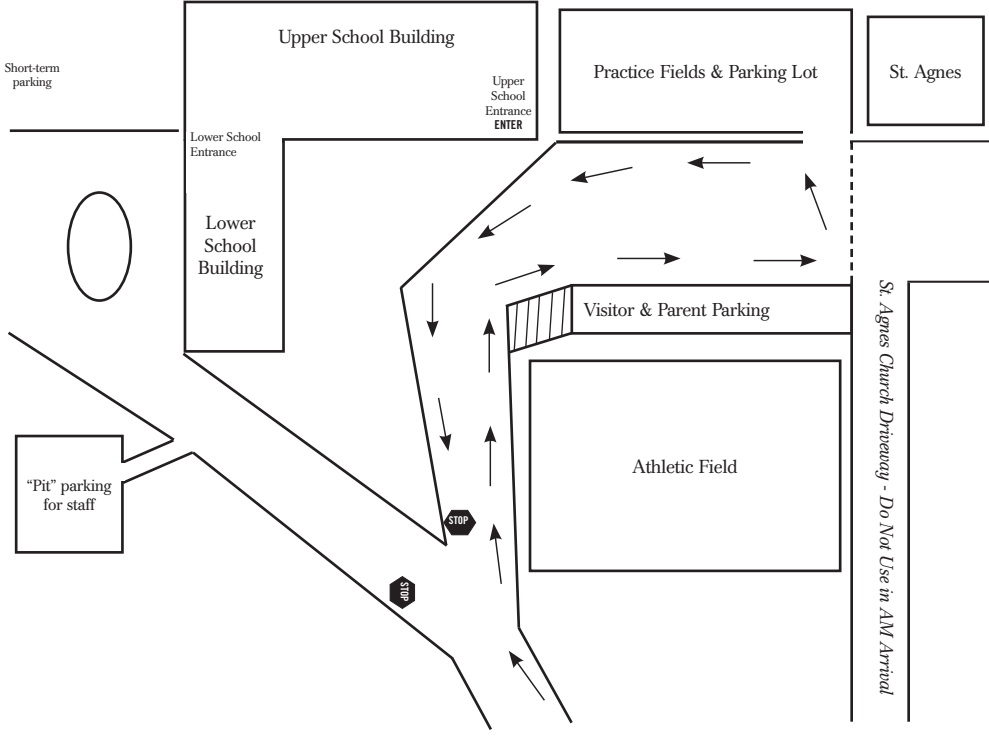 Upper School Building
Practice Fields & Parking Lot
St. Agnes
Short-term
parking
Upper
School
Entrance
ENTER
Lower School
Entrance
Lower
School
Building
Visitor & Parent Parking
St. Agnes Church Driveway - Do Not Use in AM Arrival
Athletic Field
“Pit” parking
for staff
STOP
STOP